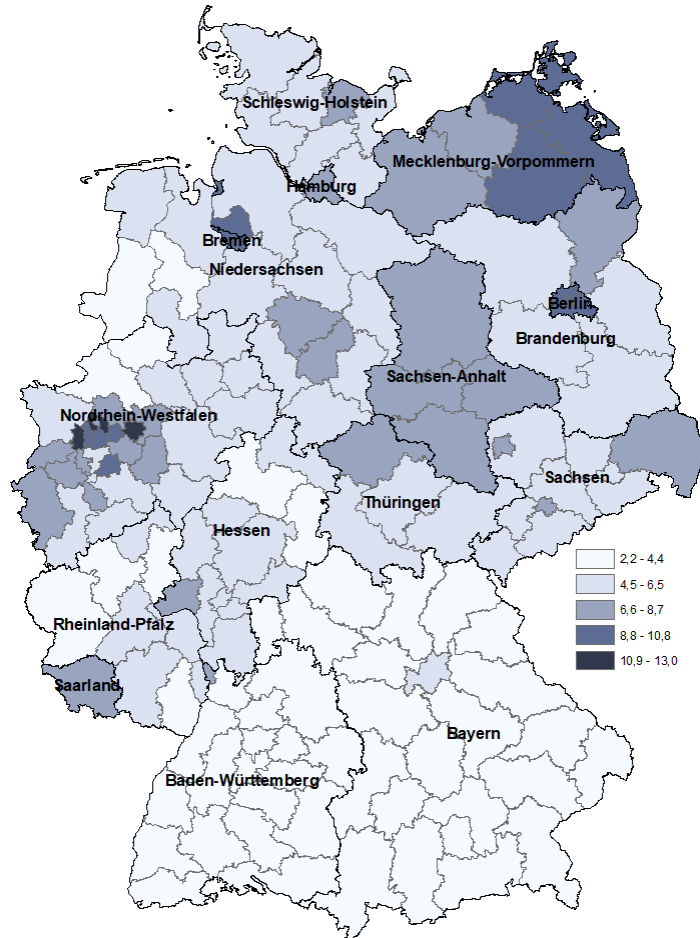 Schleswig-Holstein
Mecklenburg-Vorpommern
Hamburg
Bremen
Niedersachsen
Berlin
Brandenburg
Sachsen-Anhalt
Nordrhein-Westfalen
Sachsen
Thüringen
Hessen
2,2 - 4,4
4,5 - 6,5
6,6 - 8,7
8,8 - 10,8
10,9 - 13,0
Rheinland-Pfalz
Saarland
Bayern
Baden-Württemberg